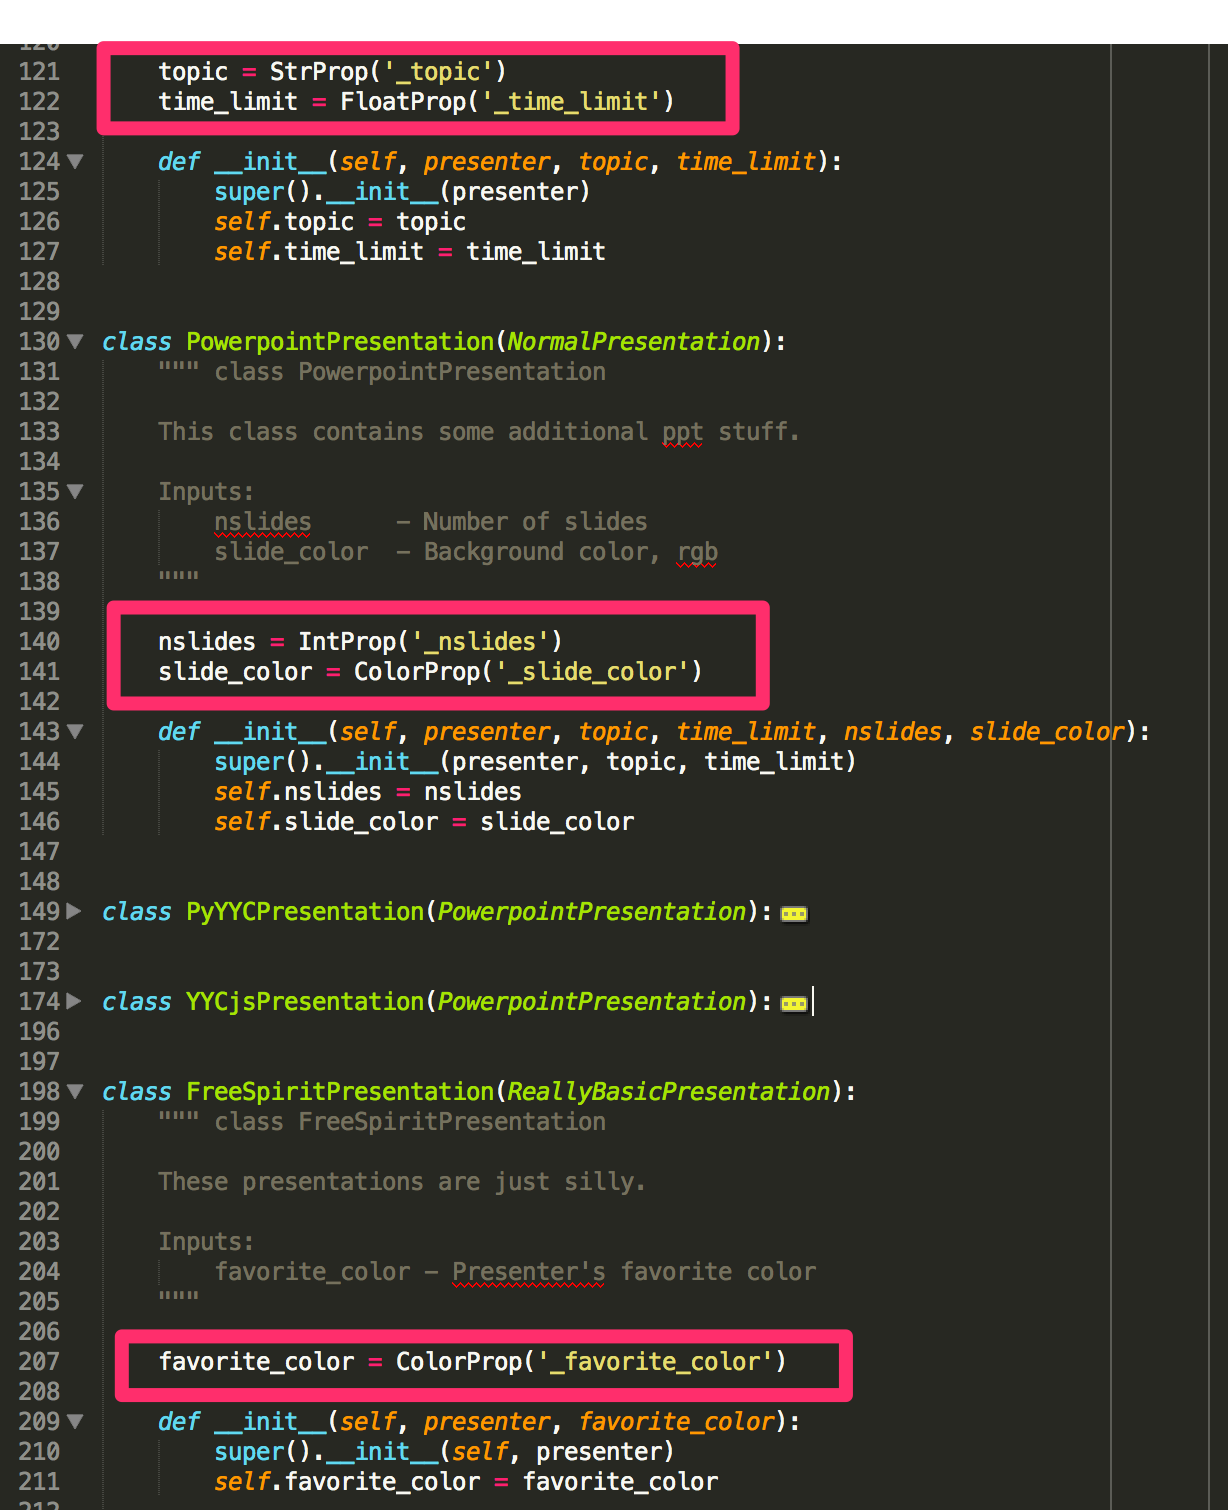 121 topic = StrProp('_topic')
122 time_limit = FloatProp('_time_limit')
123
124 def __init__(self, presenter, topic, time_limit):
125 super().__init__(presenter)
126 self.topic = topic
127 self.time_limit = time_limit
128
129
130 class PowerpointPresentation(NormalPresentation):
131 """ class PowerpointPresentation
132
133 This class contains some additional ppt stuff.
134
135 Inputs:
136 nslides – Number of slides
137 slide_color – Background color, rgb
138 """
139
140 nslides = IntProp('_nslides')
141 slide_color = ColorProp('_slide_color')
142
143 def __init__(self, presenter, topic, time_limit, nslides, slide_color):
144 super().__init__(presenter, topic, time_limit)
145 self.nslides = nslides
146 self.slide_color = slide_color
147
148
149 class PyYYCPresentation(PowerpointPresentation):
172
173
174 class YYCjsPresentation(PowerpointPresentation):
196
197
198 class FreeSpiritPresentation(ReallyBasicPresentation):
199 """ class FreeSpiritPresentation
200
201 These presentations are just silly.
202
203 Inputs:
204 favorite_color – Presenter's favorite color
205 """
206
207 favorite_color = ColorProp('_favorite_color')
208
209 def __init__(self, presenter, favorite_color):
210 super().__init__(self, presenter)
211 self.favorite_color = favorite_color